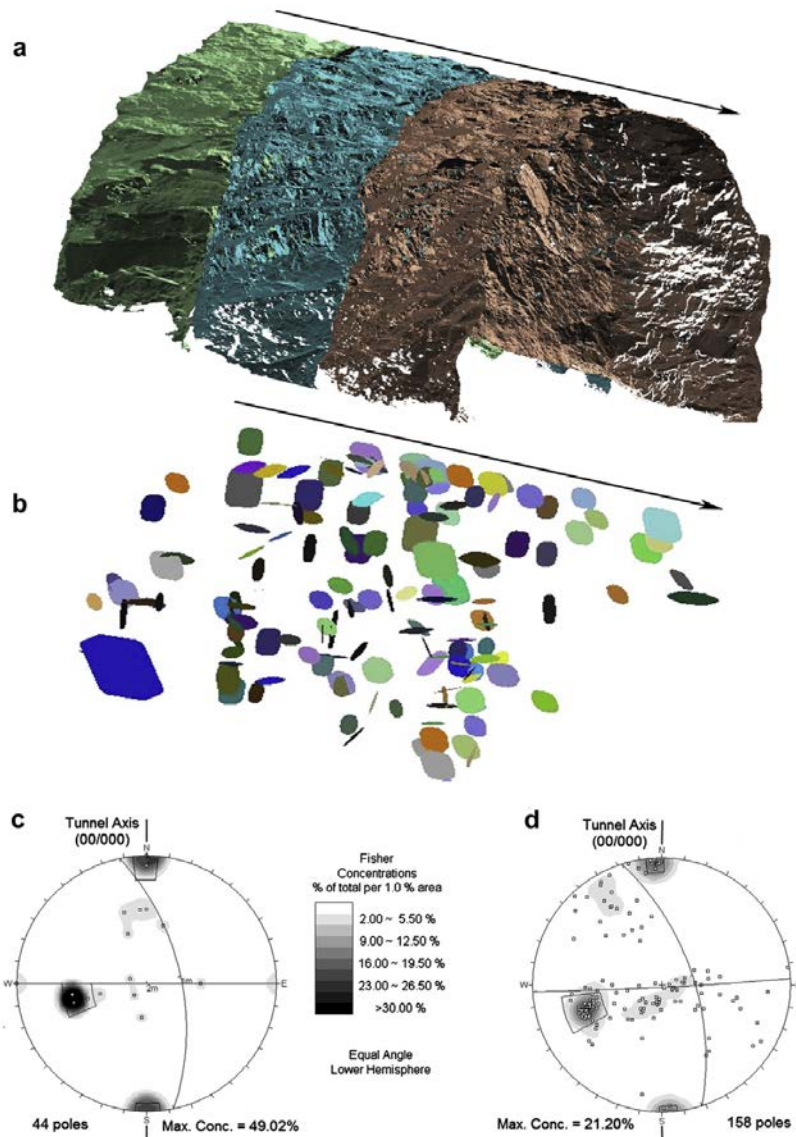 a
b
c
Tunnel Axis
(00/000)
N
W
E
2m
1m
S
44 poles
Max. Conc. = 49.02%
Fisher
Concentrations
% of total per 1.0 % area
2.00 ~ 5.50 %
9.00 ~ 12.50 %
16.00 ~ 19.50 %
23.00 ~ 26.50 %
>30.00 %
Equal Angle
Lower Hemisphere
d
Tunnel Axis
(00/000)
N
W
E
S
Max. Conc. = 21.20%
158 poles